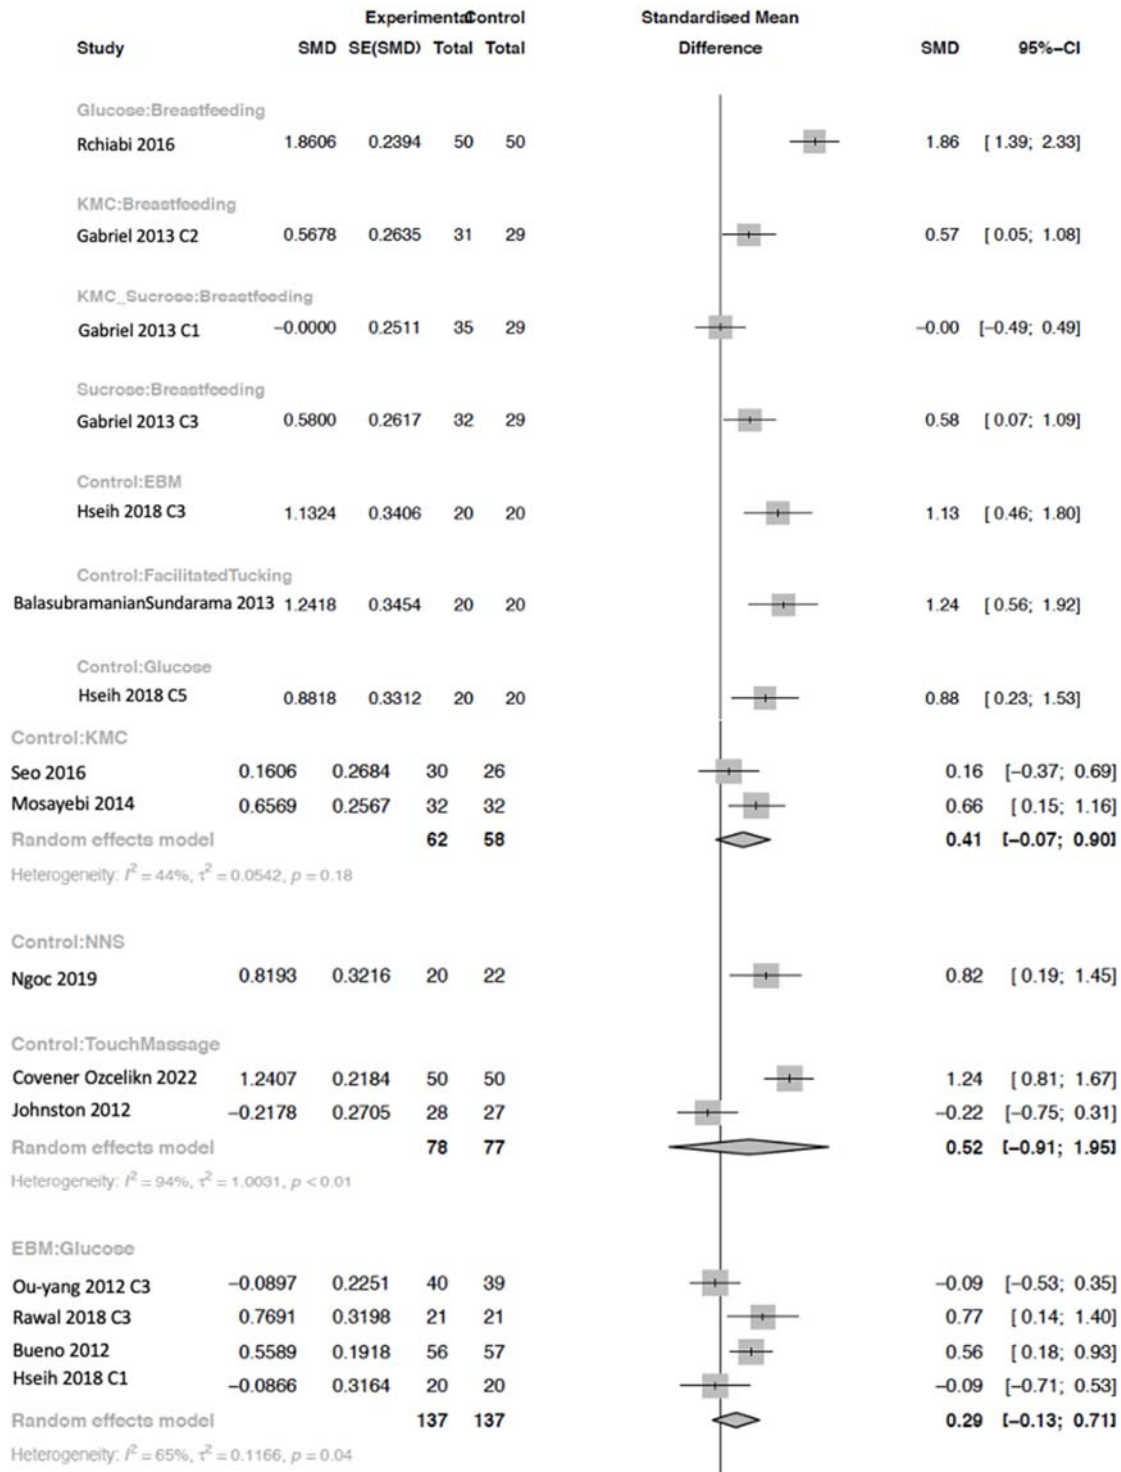 ExperimentalControl Standardised Mean
Study SMD SE(SMD) Total Total Difference SMD 95%-CI
Glucose:Breastfeeding
Rchiabi 2016 1.8606 0.2394 50 50 1.86 [ 1.39; 2.33]
KMC:Breastfeeding
Gabriel 2013 C2 0.5678 0.2635 31 29 0.57 [ 0.05; 1.08]
KMC_Sucrose:Breastfeeding
Gabriel 2013 C1 −0.0000 0.2511 35 29 −0.00 [−0.49; 0.49]
Sucrose:Breastfeeding
Gabriel 2013 C3 0.5800 0.2617 32 29 0.58 [ 0.07; 1.09]
Control:EBM
Hseih 2018 C3 1.1324 0.3406 20 20 1.13 [ 0.46; 1.80]
Control:FacilitatedTucking
BalasubramanianSundarama 2013 1.2418 0.3454 20 20 1.24 [ 0.56; 1.92]
Control:Glucose
Hseih 2018 C5 0.8818 0.3312 20 20 0.88 [ 0.23; 1.53]
Control:KMC
Seo 2016 0.1606 0.2684 30 26 0.16 [−0.37; 0.69]
Mosayebi 2014 0.6569 0.2567 32 32 0.66 [ 0.15; 1.16]
Random effects model 62 58 0.41 [−0.07; 0.90]
Heterogeneity: I² = 44%, τ² = 0.0542, p = 0.18
Control:NNS
Ngoc 2019 0.8193 0.3216 20 22 0.82 [ 0.19; 1.45]
Control:TouchMassage
Covener Ozcelikn 2022 1.2407 0.2184 50 50 1.24 [ 0.81; 1.67]
Johnston 2012 −0.2178 0.2705 28 27 −0.22 [−0.75; 0.31]
Random effects model 78 77 0.52 [−0.91; 1.95]
Heterogeneity: I² = 94%, τ² = 1.0031, p < 0.01
EBM:Glucose
Ou-yang 2012 C3 −0.0897 0.2251 40 39 −0.09 [−0.53; 0.35]
Rawal 2018 C3 0.7691 0.3198 21 21 0.77 [ 0.14; 1.40]
Bueno 2012 0.5589 0.1918 56 57 0.56 [ 0.18; 0.93]
Hseih 2018 C1 −0.0866 0.3164 20 20 −0.09 [−0.71; 0.53]
Random effects model 137 137 0.29 [−0.13; 0.71]
Heterogeneity: I² = 65%, τ² = 0.1166, p = 0.04